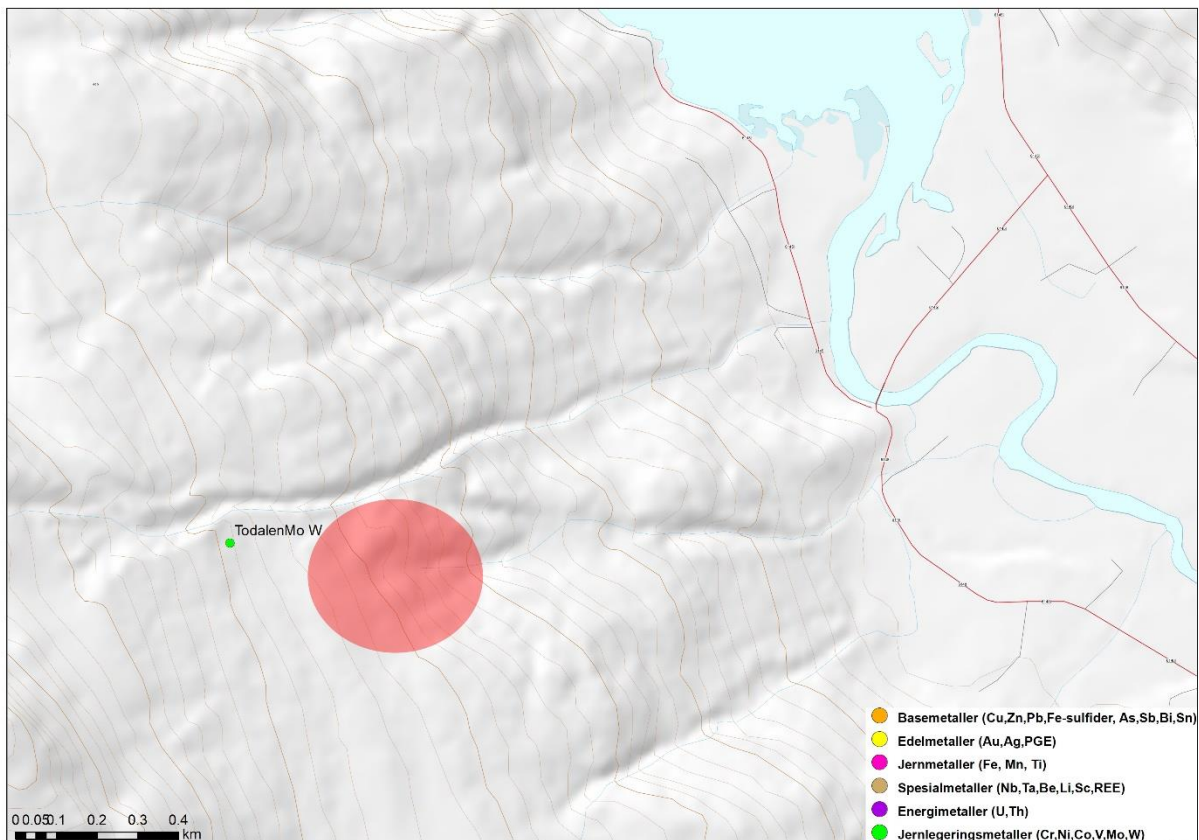 TodalenMo W
Basemetaller (Cu,Zn,Pb,Fe-sulfider, As,Sb,Bi,Sn)
Edelmetaller (Au,Ag,PGE)
Jernmetaller (Fe, Mn, Ti)
Spesialmetaller (Nb,Ta,Be,Li,Sc,REE)
Energimetaller (U,Th)
Jernlegeringsmetaller (Cr,Ni,Co,V,Mo,W)
0 0.05 0.1 0.2 0.3 0.4
km